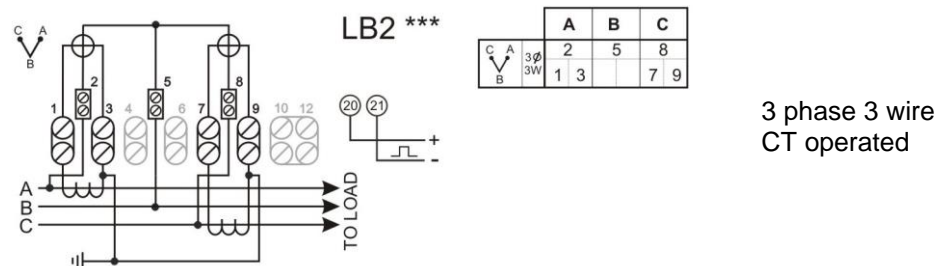 LB2 ***
A B C
C A
B
3Ø
3W
2 5 8
1 3 7 9
C A
B
2 5 8
1 3 4 6 7 9 10 12
20 21
+
-
A
B
C
TO LOAD
3 phase 3 wire
CT operated